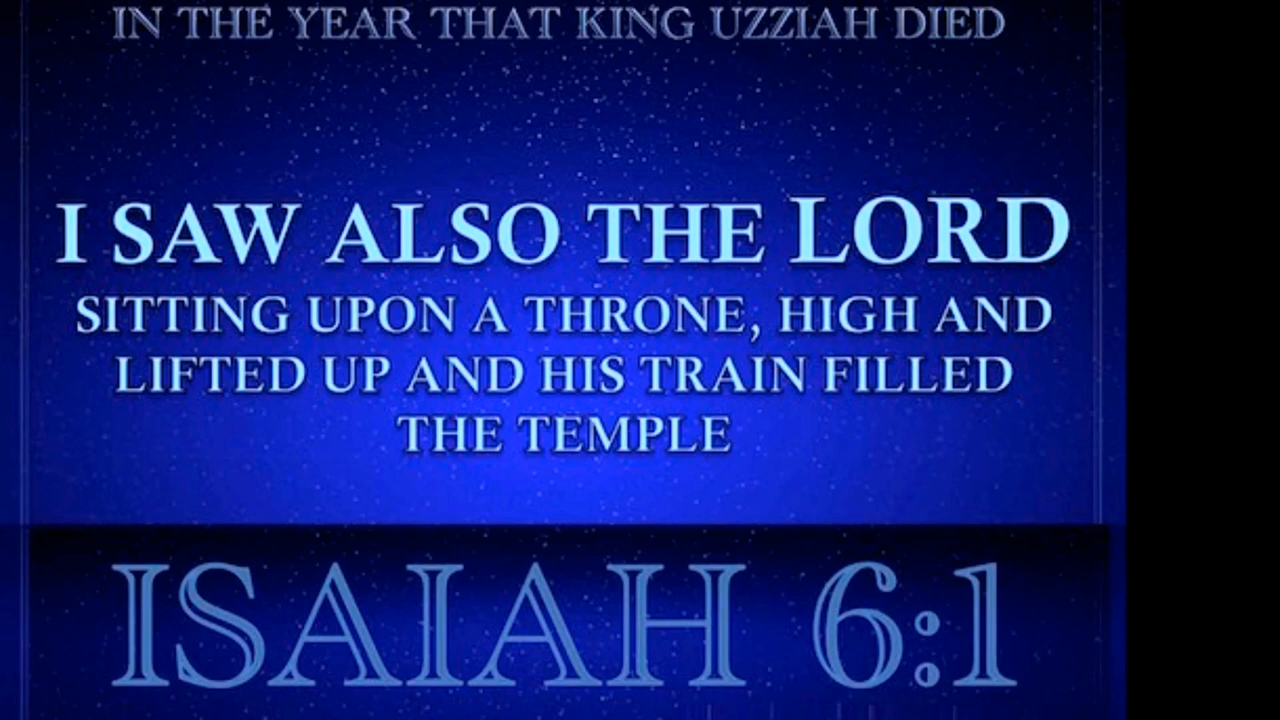 IN THE YEAR THAT KING UZZIAH DIED
I SAW ALSO THE LORD
SITTING UPON A THRONE, HIGH AND
LIFTED UP AND HIS TRAIN FILLED
THE TEMPLE
ISAIAH 6:1